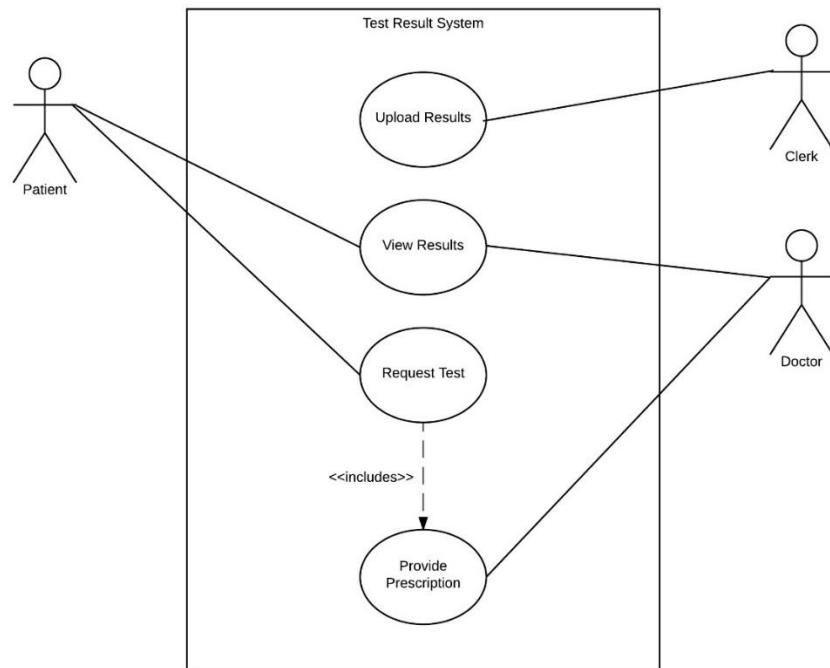 Test Result System
Upload Results
Clerk
Patient
View Results
Request Test
Doctor
<<includes>>
Provide
Prescription